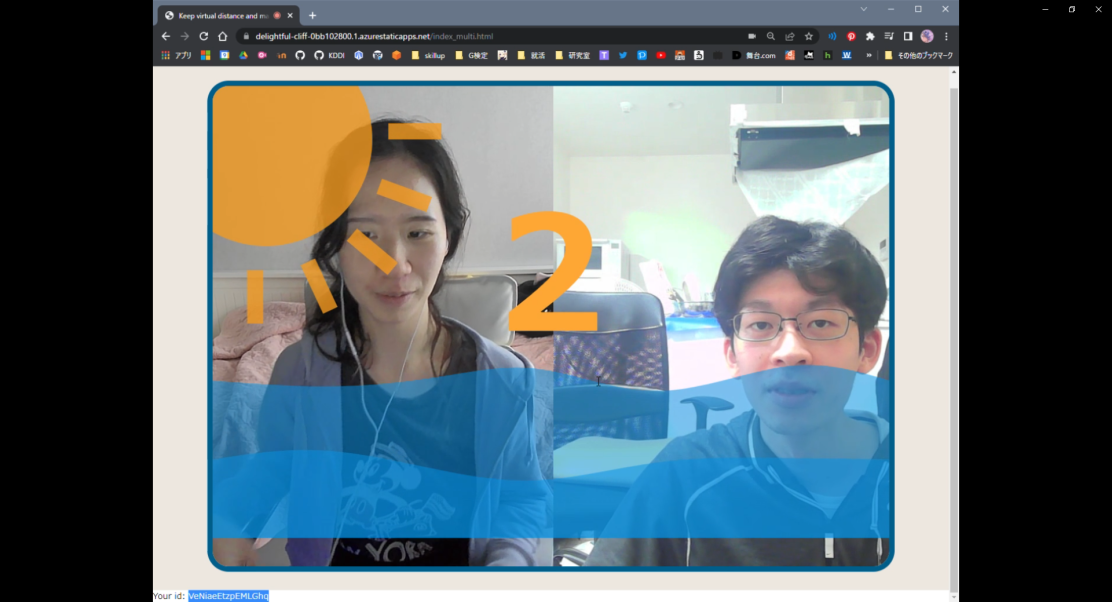 Keep virtual distance and m
delightful-cliff-0bb102800.1.azurestaticapps.net/index_multi.html
アプリ
KDDI
skillup
G検定
就活
研究室
舞台.com
その他のブックマーク
2
YORK
Your id: VeNiaeEtzpEMLGhq